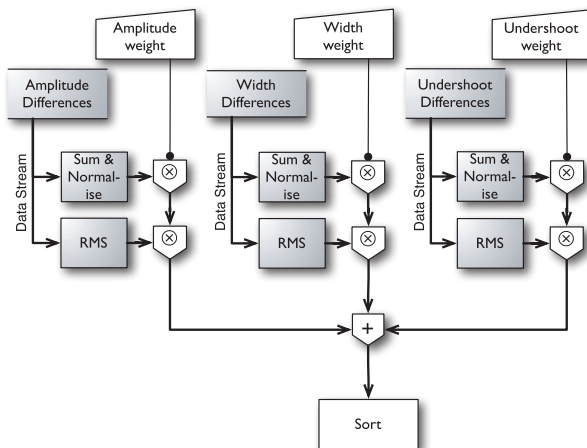 Amplitude
weight
Width
weight
Undershoot
weight
Amplitude
Differences
Width
Differences
Undershoot
Differences
Data Stream
Sum &
Normal-
ise
⊗
Data Stream
Sum &
Normal-
ise
⊗
Data Stream
Sum &
Normal-
ise
⊗
RMS
⊗
RMS
⊗
RMS
⊗
+
Sort